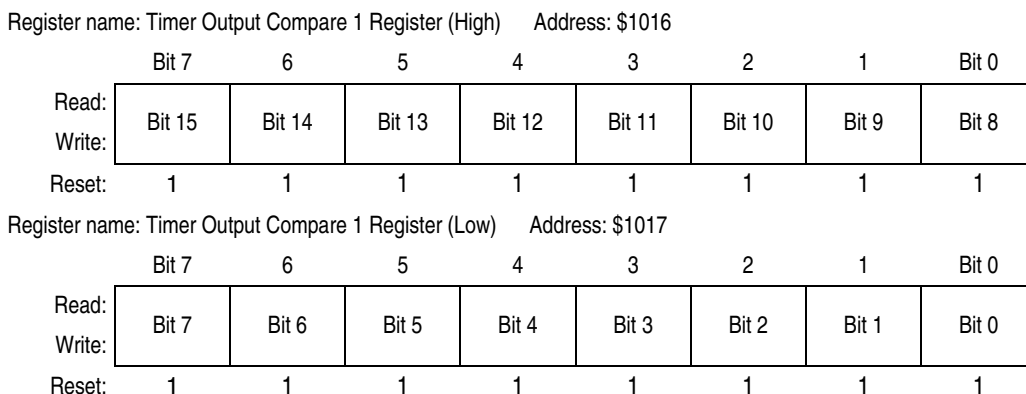 Register name: Timer Output Compare 1 Register (High) Address: $1016
Bit 7 6 5 4 3 2 1 Bit 0
Read:
Bit 15 Bit 14 Bit 13 Bit 12 Bit 11 Bit 10 Bit 9 Bit 8
Write:
Reset: 1 1 1 1 1 1 1 1
Register name: Timer Output Compare 1 Register (Low) Address: $1017
Bit 7 6 5 4 3 2 1 Bit 0
Read:
Bit 7 Bit 6 Bit 5 Bit 4 Bit 3 Bit 2 Bit 1 Bit 0
Write:
Reset: 1 1 1 1 1 1 1 1